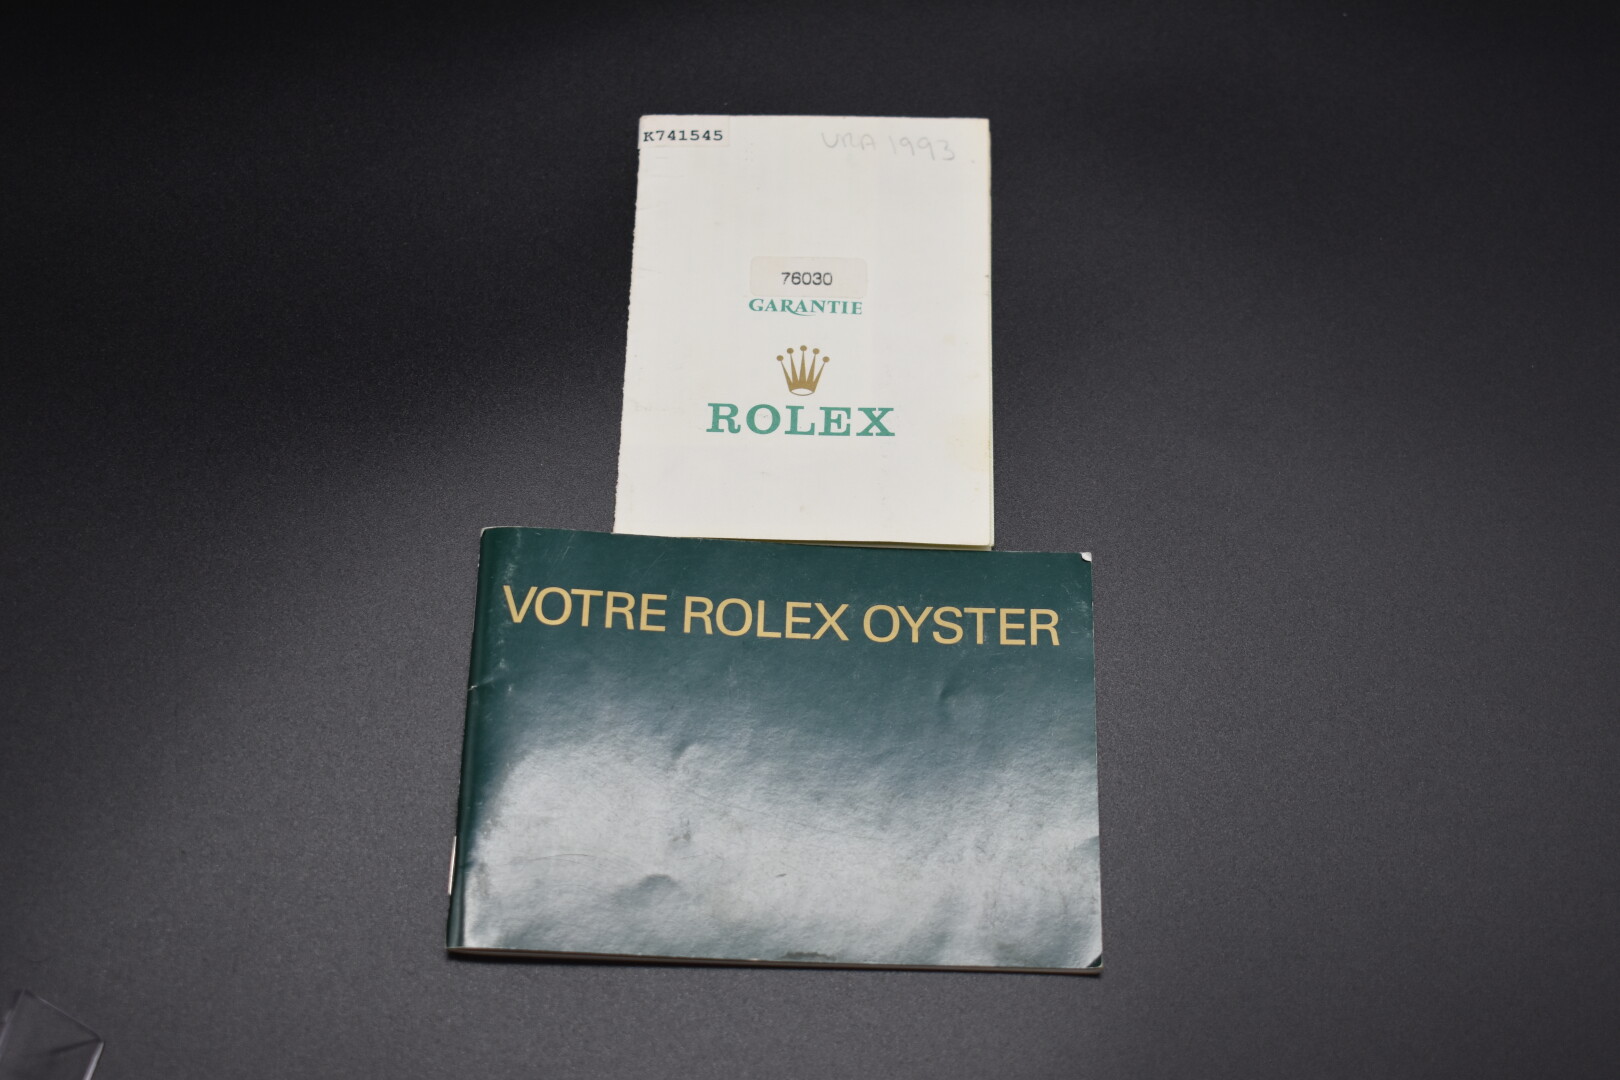 K741545
1993
76030
GARANTIE
ROLEX
VOTRE ROLEX OYSTER